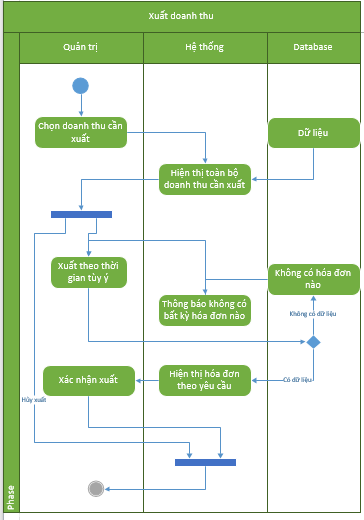 Xuất doanh thu
Quản trị
Hệ thống
Database
Chọn doanh thu cần
xuất
Dữ liệu
Hiện thị toàn bộ
doanh thu cần xuất
Xuất theo thời
gian tùy ý
Không có hóa đơn
nào
Thông báo không có
bất kỳ hóa đơn nào
Không có dữ liệu
Xác nhận xuất
Hiện thị hóa đơn
theo yêu cầu
Có dữ liệu
Hủy xuất
Phase